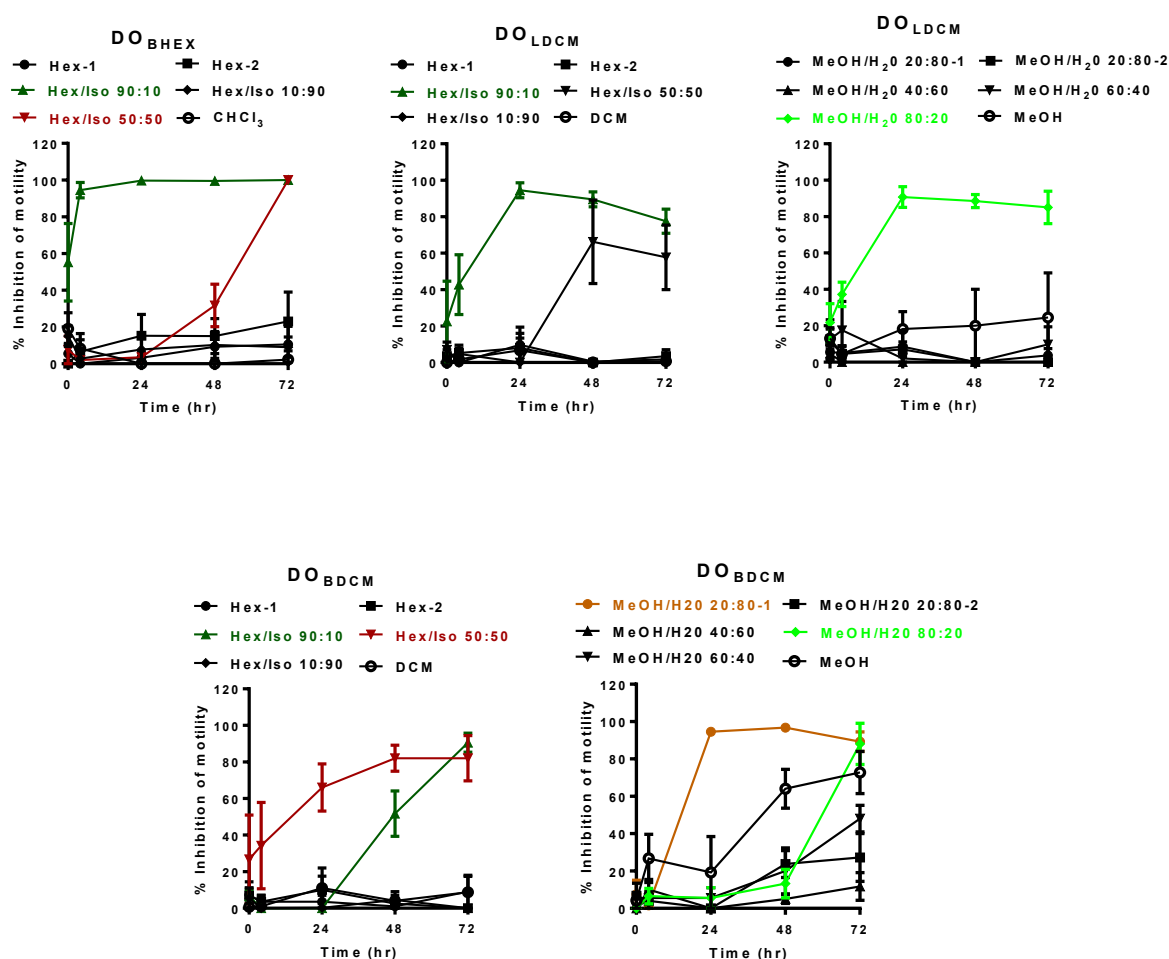 DO BHEX
Hex-1 Hex-2
Hex/Iso 90:10 Hex/Iso 10:90
Hex/Iso 50:50 CHCl3
% Inhibition of motility
120
100
80
60
40
20
0
0 24 48 72
Time (hr)
DO LDCM
Hex-1 Hex-2
Hex/Iso 90:10 Hex/Iso 50:50
Hex/Iso 10:90 DCM
% Inhibition of motility
120
100
80
60
40
20
0
0 24 48 72
Time (hr)
DO LDCM
MeOH/H20 20:80-1 MeOH/H20 20:80-2
MeOH/H20 40:60 MeOH/H20 60:40
MeOH/H20 80:20 MeOH
% Inhibition of motility
120
100
80
60
40
20
0
0 24 48 72
Time (hr)
DO BDCM
Hex-1 Hex-2
Hex/Iso 90:10 Hex/Iso 50:50
Hex/Iso 10:90 DCM
% Inhibition of motility
120
100
80
60
40
20
0
0 24 48 72
Time (hr)
DO BDCM
MeOH/H20 20:80-1 MeOH/H20 20:80-2
MeOH/H20 40:60 MeOH/H20 80:20
MeOH/H20 60:40 MeOH
% Inhibition of motility
120
100
80
60
40
20
0
0 24 48 72
Time (hr)